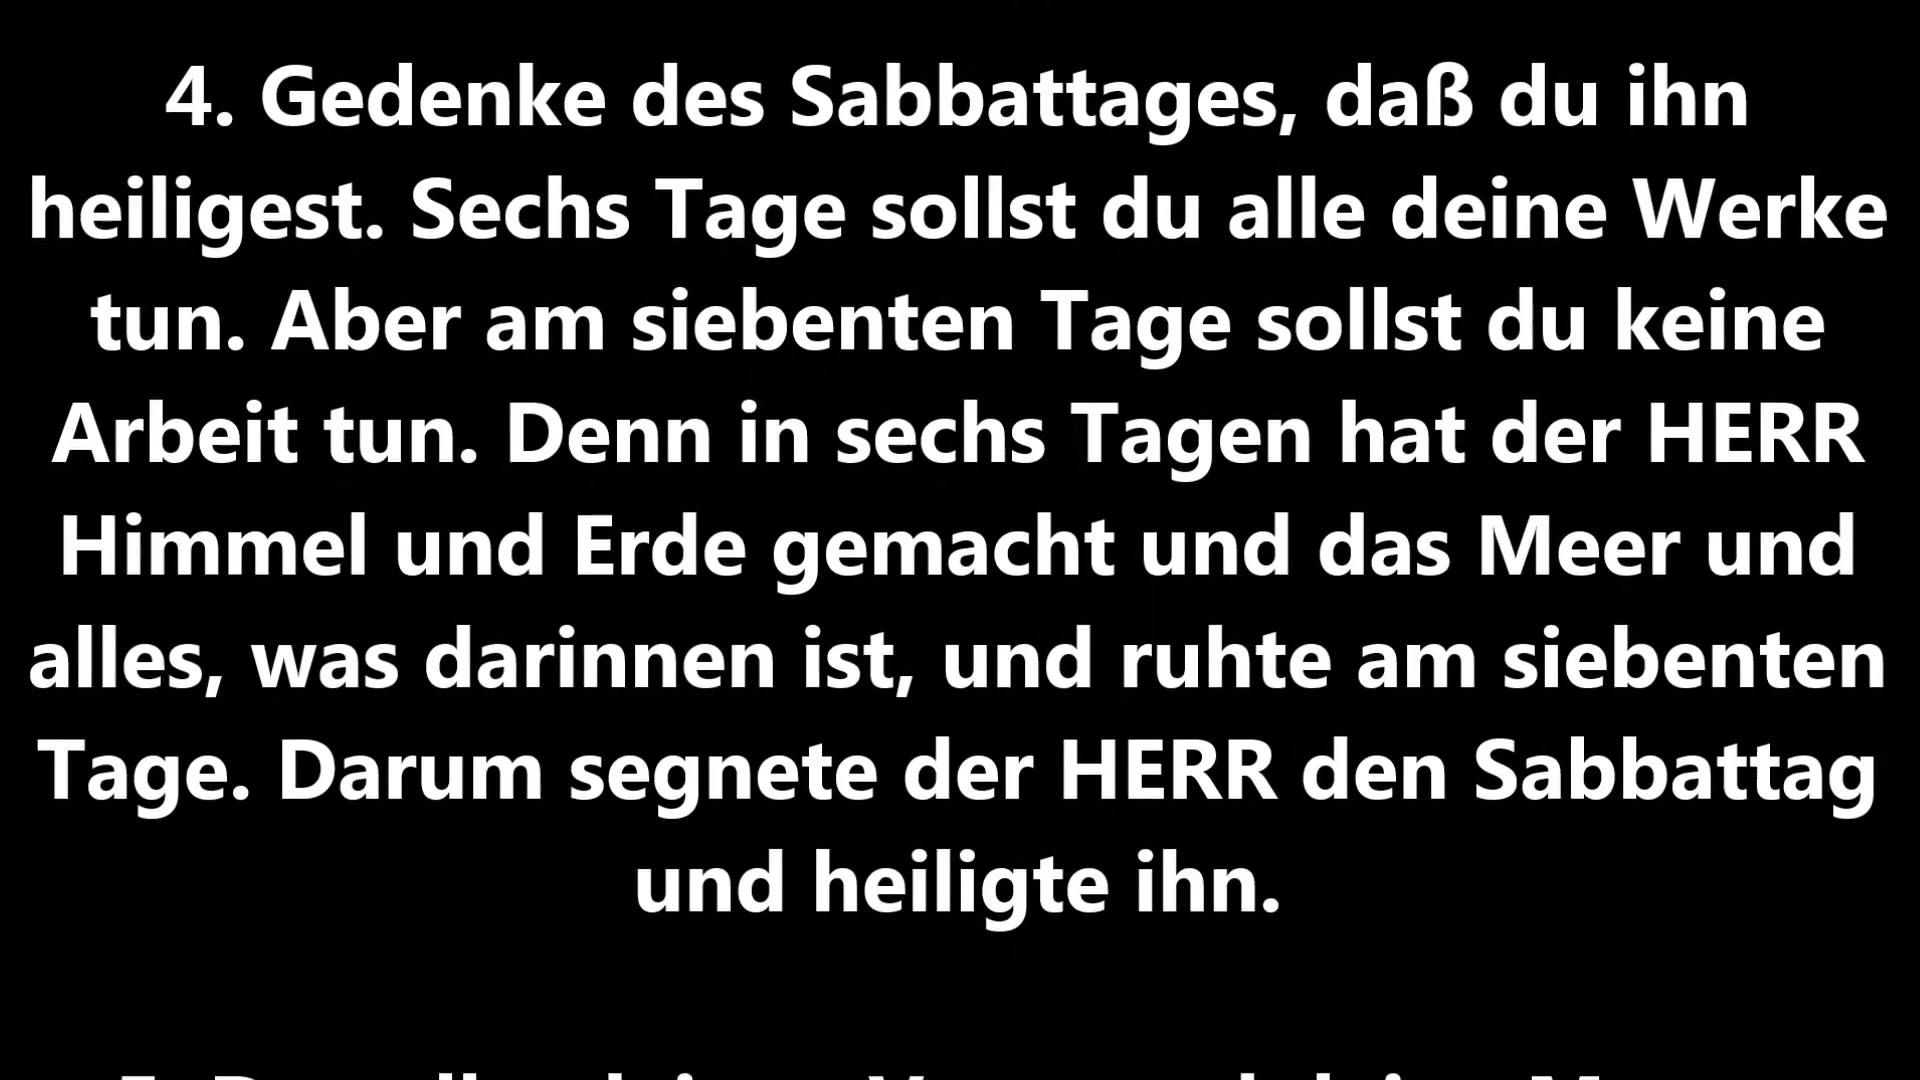 4. Gedenke des Sabbattages, daß du ihn
heiligest. Sechs Tage sollst du alle deine Werke
tun. Aber am siebenten Tage sollst du keine
Arbeit tun. Denn in sechs Tagen hat der HERR
Himmel und Erde gemacht und das Meer und
alles, was darinnen ist, und ruhte am siebenten
Tage. Darum segnete der HERR den Sabbattag
und heiligte ihn.